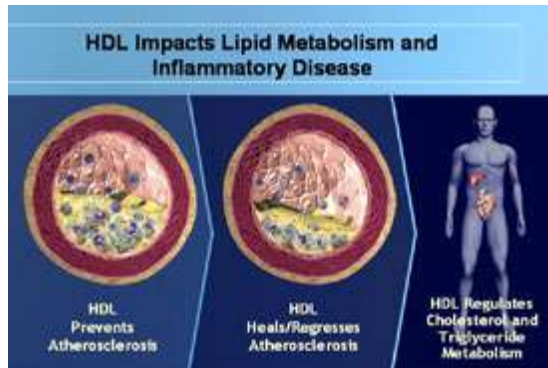 HDL Impacts Lipid Metabolism and
Inflammatory Disease
HDL
Prevents
Atherosclerosis
HDL
Heals/Regresses
Atherosclerosis
HDL Regulates
Cholesterol and
Triglyceride
Metabolism